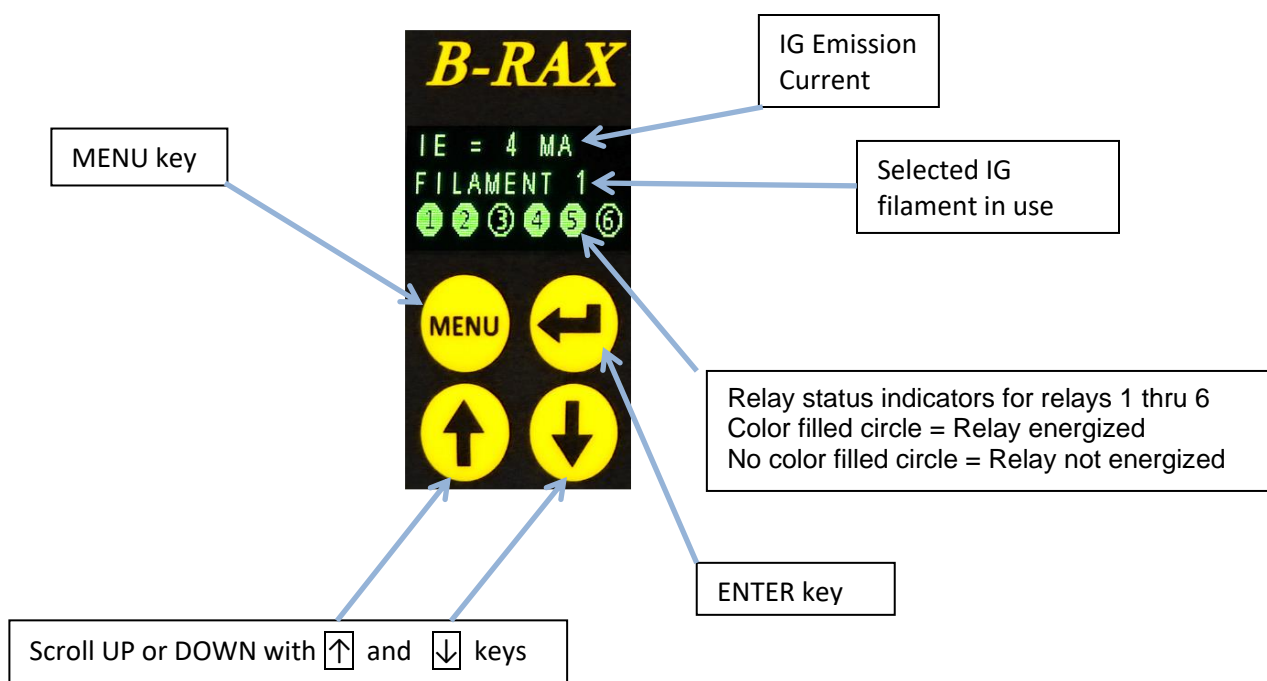 B-RAX
IG Emission
Current
IE = 4 MA
MENU key
FILAMENT 1
Selected IG
filament in use
1 2 3 4 5 6
MENU
Relay status indicators for relays 1 thru 6
Color filled circle = Relay energized
No color filled circle = Relay not energized
ENTER key
Scroll UP or DOWN with ↑ and ↓ keys